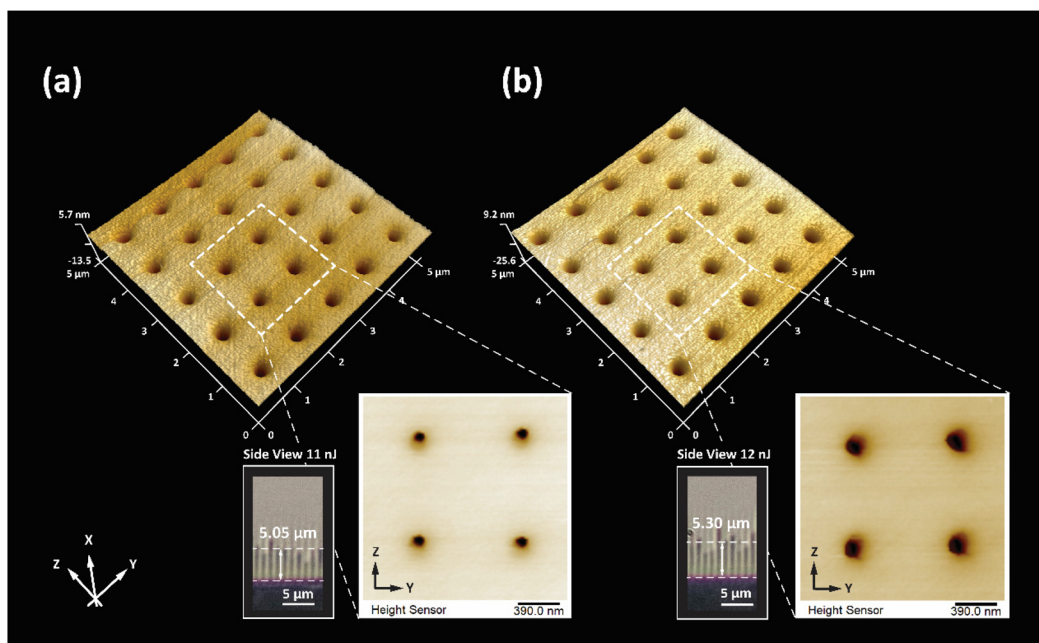 (a)
5.7 nm
-13.5
5 μm
4
3
2
1
0
0
1
2
3
4
5 μm
Side View 11 nJ
5.05 μm
5 μm
Z
Y
Height Sensor
390.0 nm
X
Z
Y
(b)
9.2 nm
-25.6
5 μm
4
3
2
1
0
0
1
2
3
4
5 μm
Side View 12 nJ
5.30 μm
5 μm
Z
Y
Height Sensor
390.0 nm